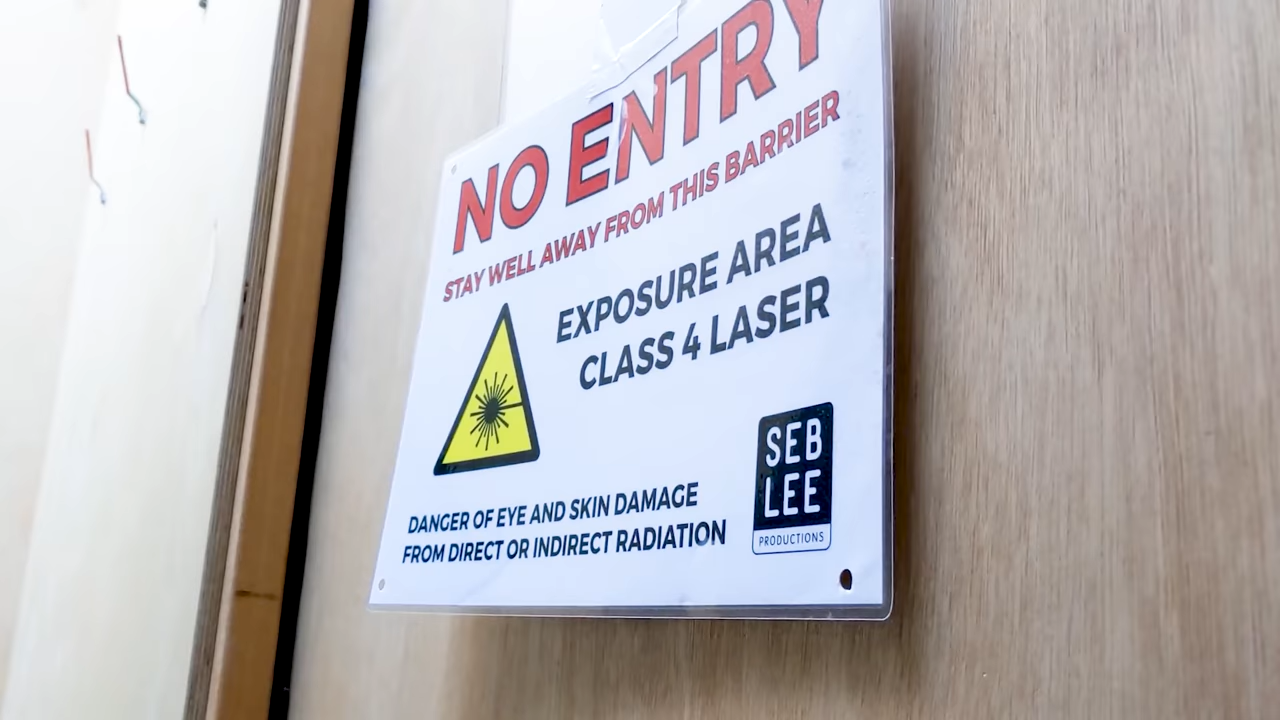 NO ENTRY
STAY WELL AWAY FROM THIS BARRIER
EXPOSURE AREA
CLASS 4 LASER
DANGER OF EYE AND SKIN DAMAGE
FROM DIRECT OR INDIRECT RADIATION
SEB
LEE
PRODUCTIONS